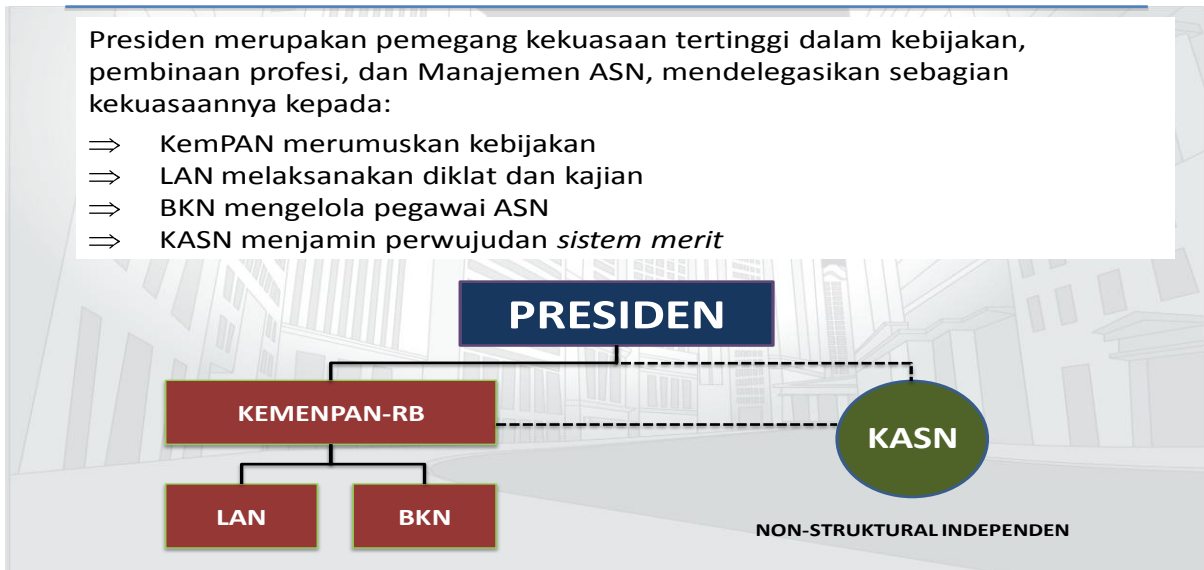 Presiden merupakan pemegang kekuasaan tertinggi dalam kebijakan,
pembinaan profesi, dan Manajemen ASN, mendelegasikan sebagian
kekuasaannya kepada:
⇒ KemPAN merumuskan kebijakan
⇒ LAN melaksanakan diklat dan kajian
⇒ BKN mengelola pegawai ASN
⇒ KASN menjamin perwujudan sistem merit
PRESIDEN
KEMENPAN-RB
KASN
LAN
BKN
NON-STRUKTURAL INDEPENDEN